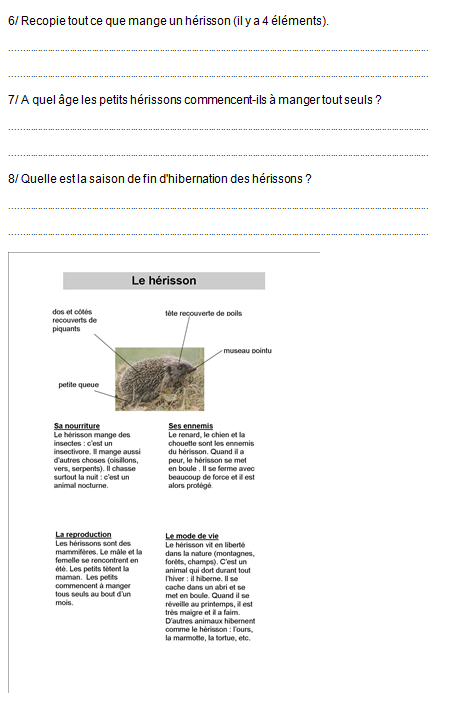 6/ Recopie tout ce que mange un hérisson (il y a 4 éléments).
7/ A quel âge les petits hérissons commencent-ils à manger tout seuls ?
8/ Quelle est la saison de fin d'hibernation des hérissons ?
Le hérisson
dos et côtés
recouverts de
piquants
tête recouverte de poils
museau pointu
petite queue
Sa nourriture
Le hérisson mange des
insectes : c'est un
insectivore. Il mange aussi
d'autres choses (oisillons,
vers, serpents). Il chasse
surtout la nuit : c'est un
animal nocturne.
Ses ennemis
Le renard, le chien et la
chouette sont les ennemis
du hérisson. Quand il a
peur, le hérisson se met
en boule . Il se ferme avec
beaucoup de force et il est
alors protégé.
La reproduction
Les hérissons sont des
mammifères. Le mâle et la
femelle se rencontrent en
été. Les petits tètent la
maman. Les petits
commencent à manger
tous seuls au bout d'un
mois.
Le mode de vie
Le hérisson vit en liberté
dans la nature (montagnes,
forêts, champs). C'est un
animal qui dort durant tout
l'hiver : il hiberne. Il se
cache dans un abri et se
met en boule. Quand il se
réveille au printemps, il est
très maigre et il a faim.
D'autres animaux hibernent
comme le hérisson : l'ours,
la marmotte, la tortue, etc.